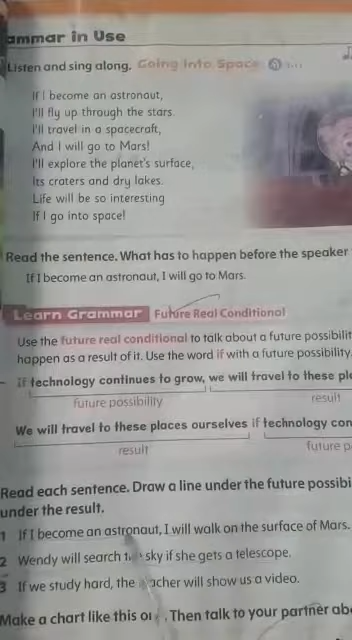 ammar in Use
Listen and sing along. Going Into Space
If I become an astronaut,
I'll fly up through the stars.
I'll travel in a spacecraft,
And I will go to Mars!
I'll explore the planet's surface,
Its craters and dry lakes.
Life will be so interesting
If I go into space!
Read the sentence. What has to happen before the speaker
If I become an astronaut, I will go to Mars.
Learn Grammar Future Real Conditional
Use the future real conditional to talk about a future possibilit
happen as a result of it. Use the word if with a future possibility.
If technology continues to grow, we will travel to these pl
future possibility result
We will travel to these places ourselves if technology con
result future p
Read each sentence. Draw a line under the future possibi
under the result.
1 If I become an astronaut, I will walk on the surface of Mars.
2 Wendy will search sky if she gets a telescope.
3 If we study hard, the acher will show us a video.
Make a chart like this o . Then talk to your partner ab